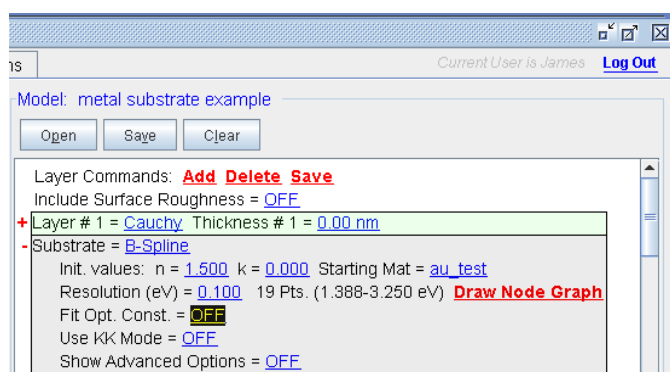 ns
Current User is James Log Out
Model: metal substrate example
Open Save Clear
Layer Commands: Add Delete Save
Include Surface Roughness = OFF
+ Layer # 1 = Cauchy Thickness # 1 = 0.00 nm
- Substrate = B-Spline
Init. values: n = 1.500 k = 0.000 Starting Mat = au_test
Resolution (eV) = 0.100 19 Pts. (1.388-3.250 eV) Draw Node Graph
Fit Opt. Const. = OFF
Use KK Mode = OFF
Show Advanced Options = OFF